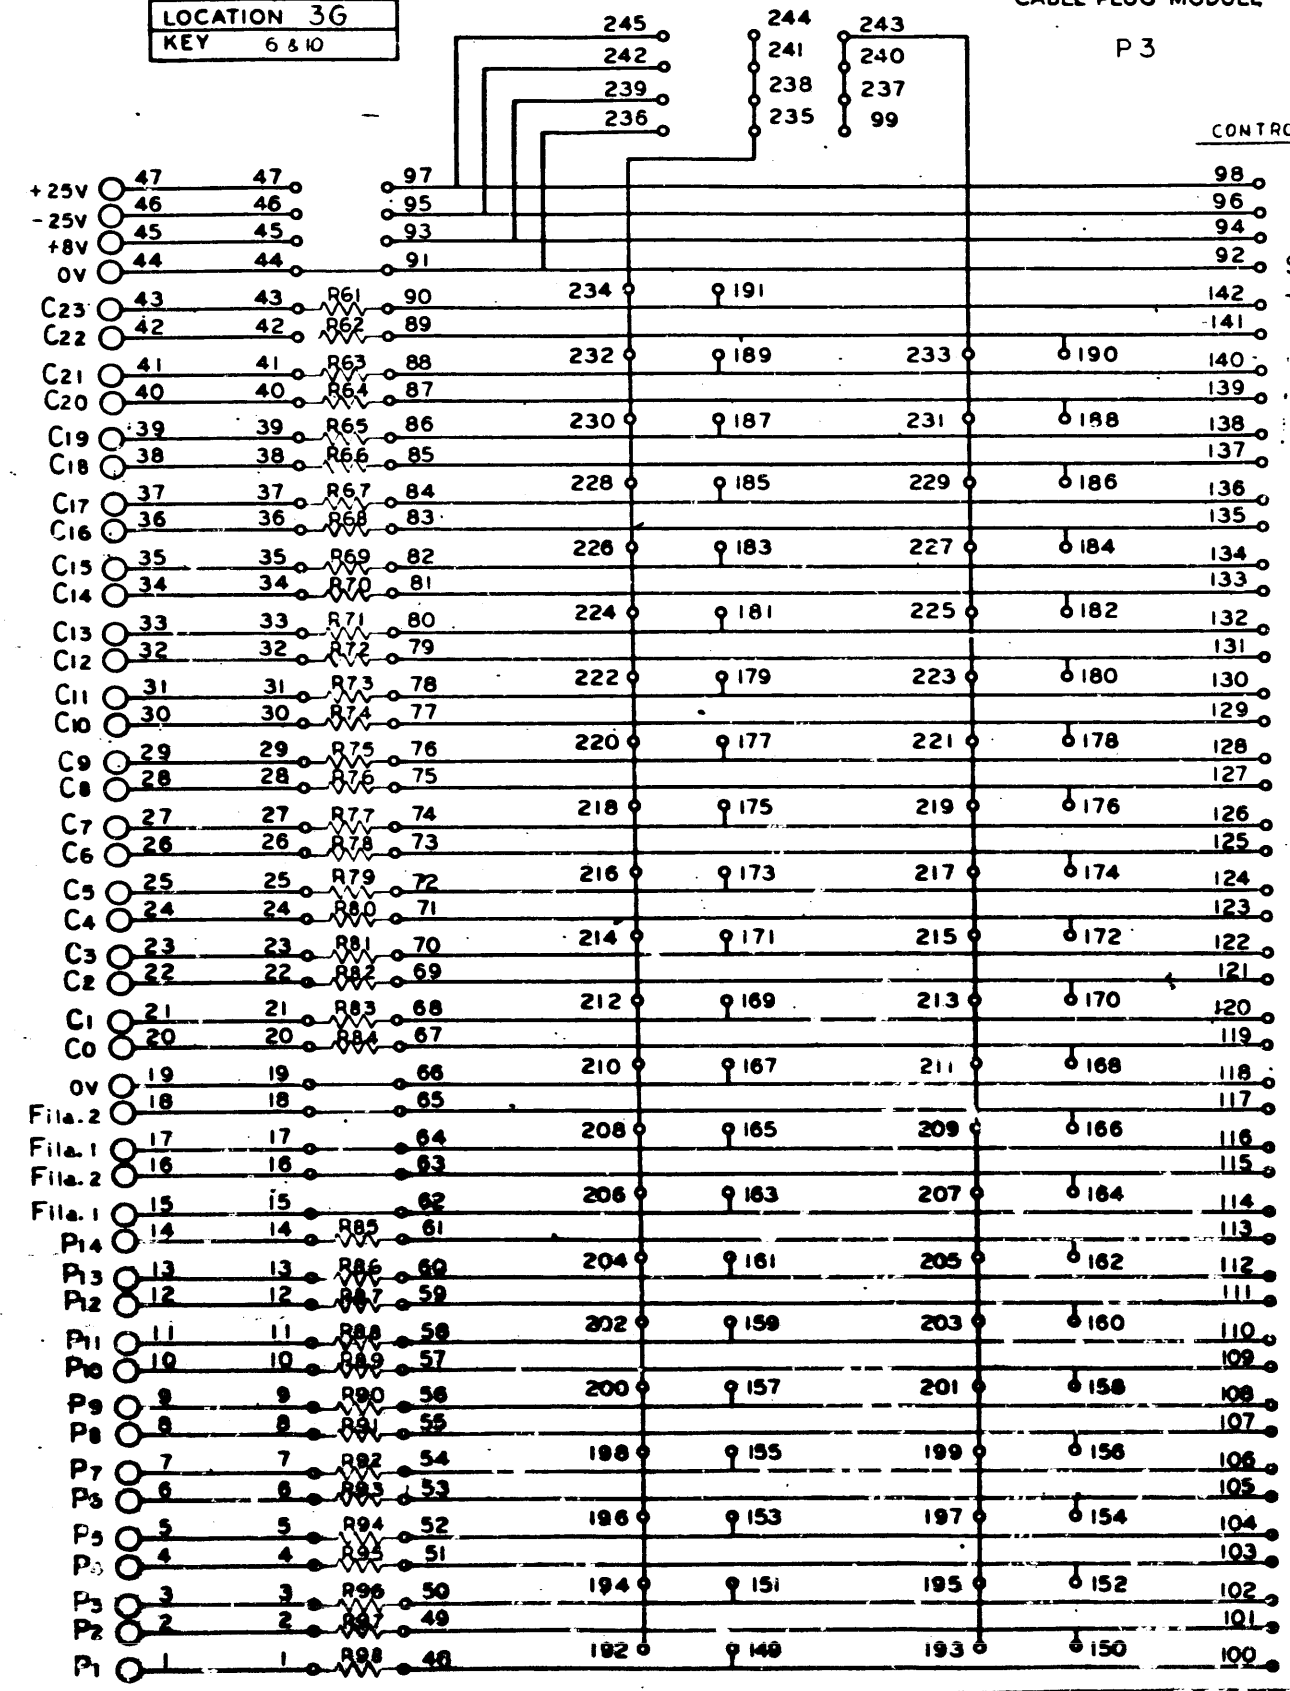 LOCATION 3G
KEY 6 & 10
CABLE PLUG MODULE
P3
245 244 243
242 241 240
239 238 237
236 235 99
+25V 47 47 97 98
-25V 46 46 95 96
+8V 45 45 93 94
0V 44 44 91 92
C23 43 43 R61 90 234 191 142
C22 42 42 R62 89 141
C21 41 41 R63 88 232 189 233 190 140
C20 40 40 R64 87 139
C19 39 39 R65 86 230 187 231 188 138
C18 38 38 R66 85 137
C17 37 37 R67 84 228 185 229 186 136
C16 36 36 R68 83 135
C15 35 35 R69 82 226 183 227 184 134
C14 34 34 R70 81 133
C13 33 33 R71 80 224 181 225 182 132
C12 32 32 R72 79 131
C11 31 31 R73 78 222 179 223 180 130
C10 30 30 R74 77 129
C9 29 29 R75 76 220 177 221 178 128
C8 28 28 R76 75 127
C7 27 27 R77 74 218 175 219 176 126
C6 26 26 R78 73 125
C5 25 25 R79 72 216 173 217 174 124
C4 24 24 R80 71 123
C3 23 23 R81 70 214 171 215 172 122
C2 22 22 R82 69 121
C1 21 21 R83 68 212 169 213 170 120
C0 20 20 R84 67 119
0V 19 19 66 210 167 211 168 118
Fila.2 18 18 65 117
Fila.1 17 17 64 208 165 209 166 116
Fila.2 16 16 63 115
Fila.1 15 15 62 206 163 207 164 114
P14 14 14 R85 61 113
P13 13 13 R86 60 204 161 205 162 112
P12 12 12 R87 59 111
P11 11 11 R88 58 202 159 203 160 110
P10 10 10 R89 57 109
P9 9 9 R90 56 200 157 201 158 108
P8 8 8 R91 55 107
P7 7 7 R92 54 198 155 199 156 106
P6 6 6 R93 53 105
P5 5 5 R94 52 196 153 197 154 104
4 4 R95 51 103
P3 3 3 R96 50 194 151 195 152 102
P2 2 2 R97 49 101
P1 1 1 R98 48 192 149 193 150 100